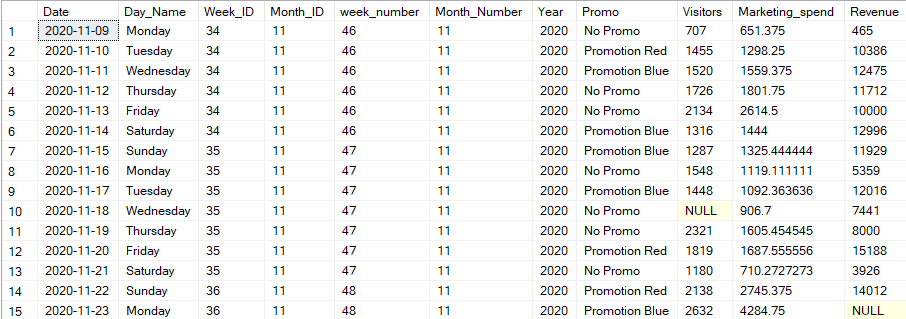 Date Day_Name Week_ID Month_ID week_number Month_Number Year Promo Visitors Marketing_spend Revenue
1 2020-11-09 Monday 34 11 46 11 2020 No Promo 707 651.375 465
2 2020-11-10 Tuesday 34 11 46 11 2020 Promotion Red 1455 1298.25 10386
3 2020-11-11 Wednesday 34 11 46 11 2020 Promotion Blue 1520 1559.375 12475
4 2020-11-12 Thursday 34 11 46 11 2020 No Promo 1726 1801.75 11712
5 2020-11-13 Friday 34 11 46 11 2020 No Promo 2134 2614.5 10000
6 2020-11-14 Saturday 34 11 46 11 2020 Promotion Blue 1316 1444 12996
7 2020-11-15 Sunday 35 11 47 11 2020 Promotion Blue 1287 1325.444444 11929
8 2020-11-16 Monday 35 11 47 11 2020 No Promo 1548 1119.111111 5359
9 2020-11-17 Tuesday 35 11 47 11 2020 Promotion Blue 1448 1092.363636 12016
10 2020-11-18 Wednesday 35 11 47 11 2020 No Promo NULL 906.7 7441
11 2020-11-19 Thursday 35 11 47 11 2020 No Promo 2321 1605.454545 8000
12 2020-11-20 Friday 35 11 47 11 2020 Promotion Red 1819 1687.555556 15188
13 2020-11-21 Saturday 35 11 47 11 2020 No Promo 1180 710.7272273 3926
14 2020-11-22 Sunday 36 11 48 11 2020 Promotion Red 2138 2745.375 14012
15 2020-11-23 Monday 36 11 48 11 2020 Promotion Blue 2632 4284.75 NULL